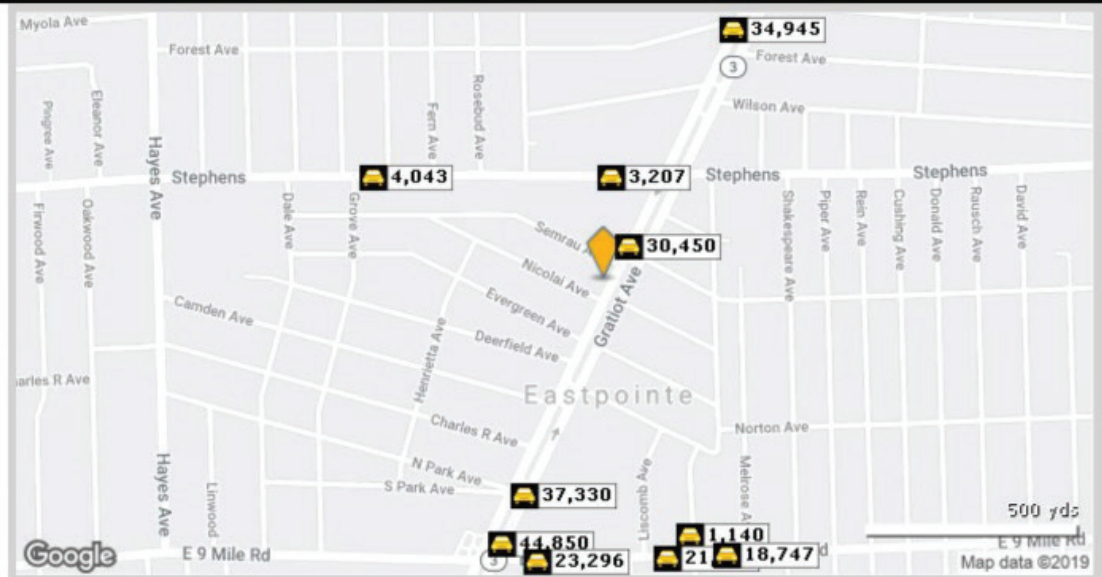 Myola Ave
34,945
Forest Ave
Forest Ave
3
Pingree Ave
Eleanor Ave
Fern Ave
Rosebud Ave
Wilson Ave
Hayes Ave
Stephens
4,043
3,207
Stephens
Stephens
Firwood Ave
Oakwood Ave
Dale Ave
Grove Ave
Shakespeare Ave
Piper Ave
Rein Ave
Cushing Ave
Donald Ave
Rausch Ave
David Ave
Semrau
30,450
Nicolai Ave
Gratiot Ave
Camden Ave
Evergreen Ave
Henrietta Ave
Deerfield Ave
arles R Ave
Eastpointe
Charles R Ave
Norton Ave
Hayes Ave
Linwood
N Park Ave
S Park Ave
37,330
Liscomb Ave
Melrose A
500 yds
44,850
1,140
Google
E 9 Mile Rd
3
23,296
21,
18,747
d
E 9 Mile Rd
Map data ©2019